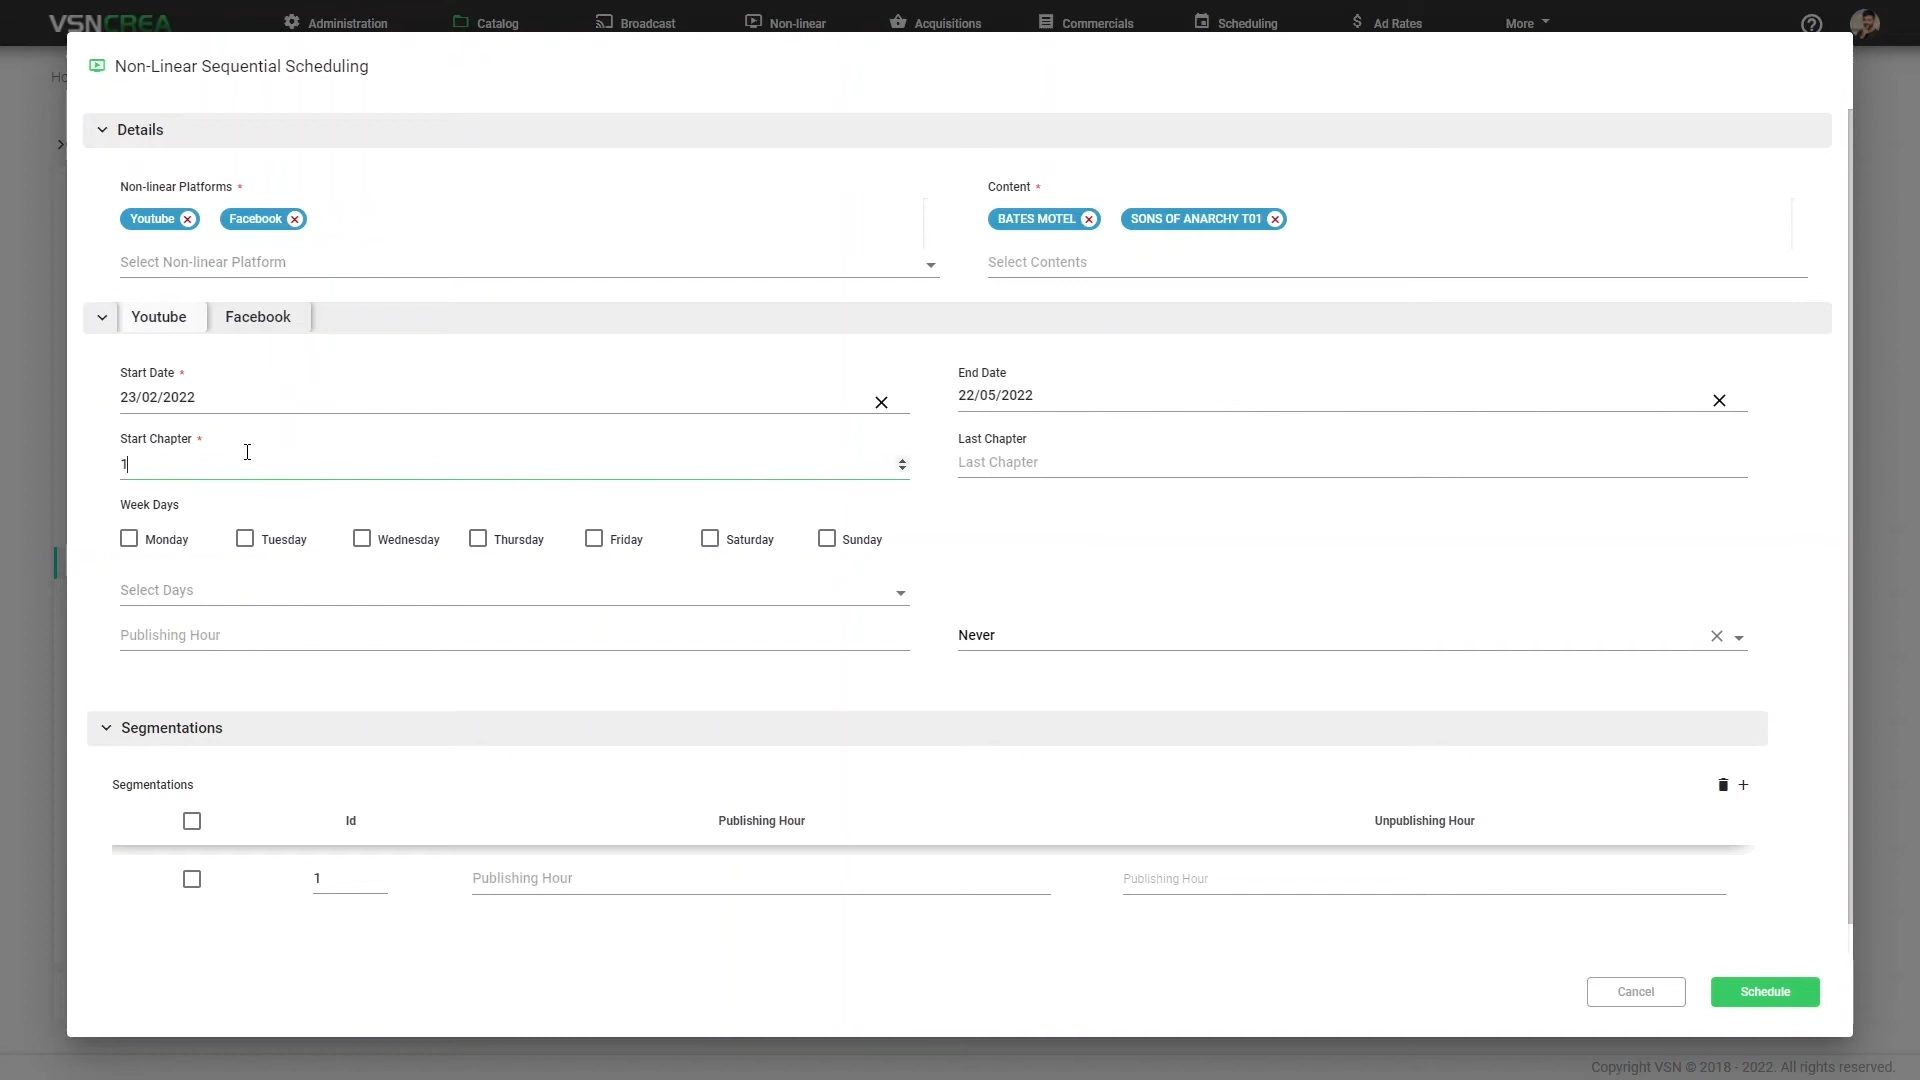 VSNCREA Administration Catalog Broadcast Non-linear Acquisitions Commercials Scheduling Ad Rates More
Non-Linear Sequential Scheduling
Ho
Details
Non-linear Platforms * Content *
Youtube Facebook BATES MOTEL SONS OF ANARCHY T01
Select Non-linear Platform Select Contents
Youtube Facebook
Start Date * End Date
23/02/2022 22/05/2022
Start Chapter * Last Chapter
1 Last Chapter
Week Days
Monday Tuesday Wednesday Thursday Friday Saturday Sunday
Select Days
Publishing Hour Never
Segmentations
Segmentations
Id Publishing Hour Unpublishing Hour
1 Publishing Hour Publishing Hour
Cancel Schedule
Copyright VSN © 2018 - 2022. All rights reserved.